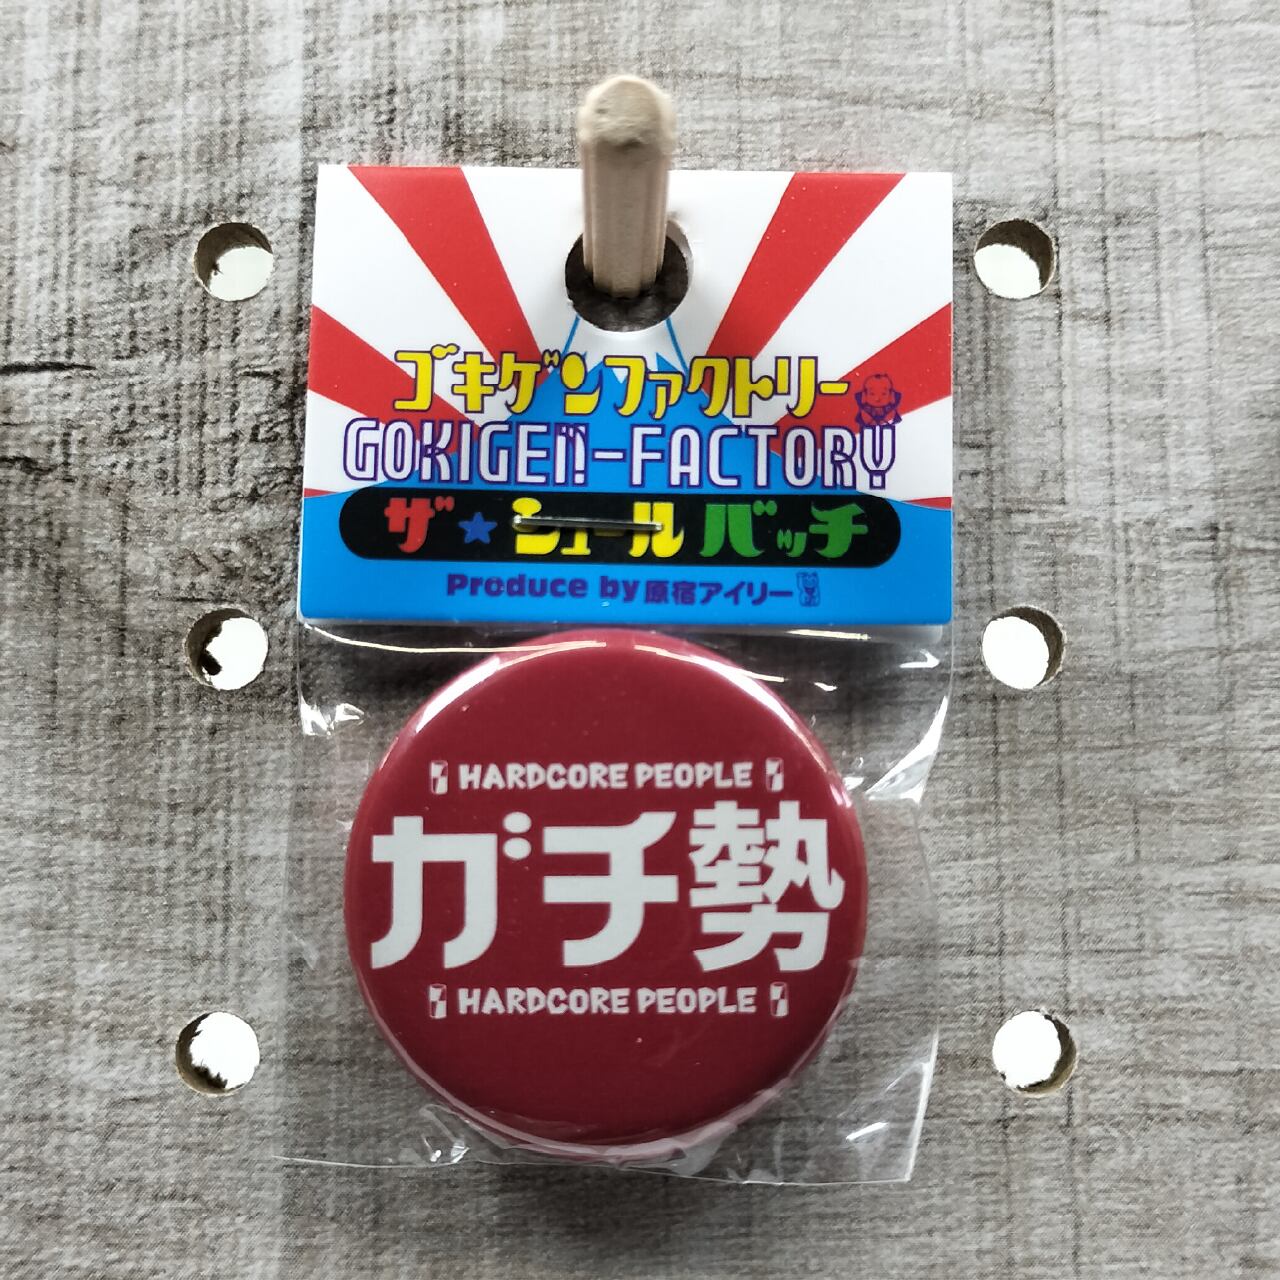 ゴキゲンファクトリー
GOKIGEN-FACTORY
ザ★シュールバッチ
Produce by 原宿アイリー
HARDCORE PEOPLE
ガチ勢
HARDCORE PEOPLE